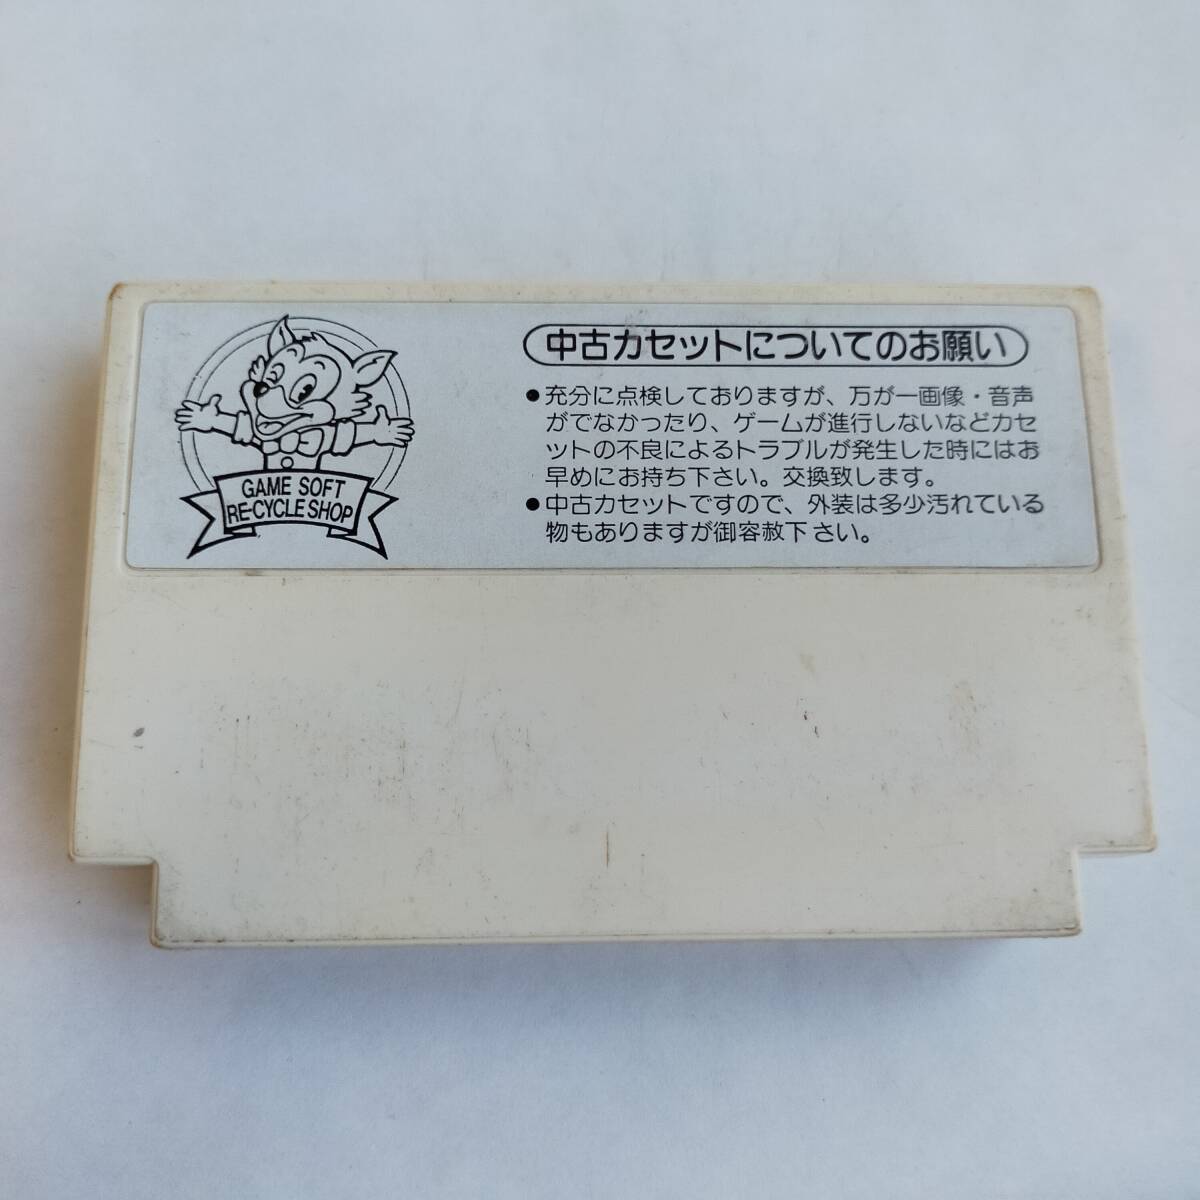 中古カセットについてのお願い
●充分に点検しておりますが、万が一画像・音声
がでなかったり、ゲームが進行しないなどカセ
ットの不良によるトラブルが発生した時にはお
早めにお持ち下さい。交換致します。
●中古カセットですので、外装は多少汚れている
物もありますが御容赦下さい。
GAME SOFT
RE-CYCLE SHOP